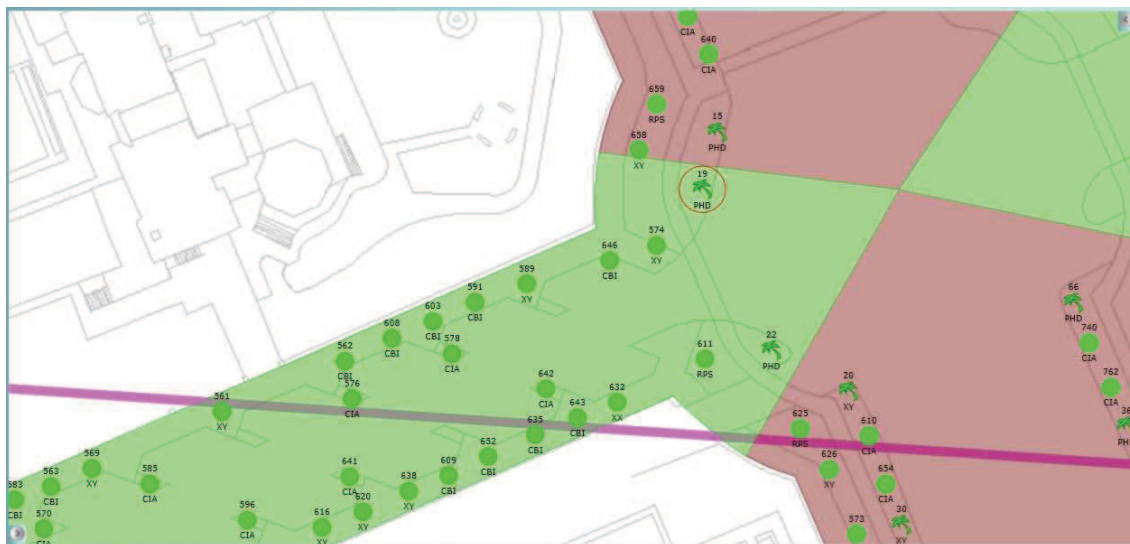 CIA
640
CIA
659
RPS
15
PHD
658
XY
19
PHD
574
XY
646
CBI
589
XY
591
CBI
603
CBI
608
CBI
578
CIA
562
CBI
576
CIA
561
XY
611
RPS
22
PHD
66
PHD
740
CIA
762
CIA
36
PHD
20
XY
610
CIA
625
RPS
626
XY
654
CIA
30
XY
573
642
CIA
632
XX
643
CBI
635
CBI
652
CBI
609
CBI
638
XY
641
CIA
620
XY
616
XY
596
CIA
585
CIA
569
XY
563
CBI
583
CBI
570
CIA